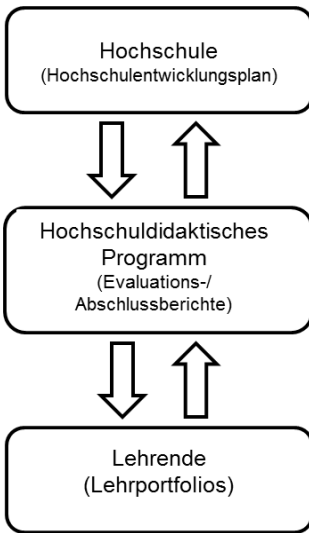 Hochschule
(Hochschulentwicklungsplan)
Hochschuldidaktisches
Programm
(Evaluations-/
Abschlussberichte)
Lehrende
(Lehrportfolios)